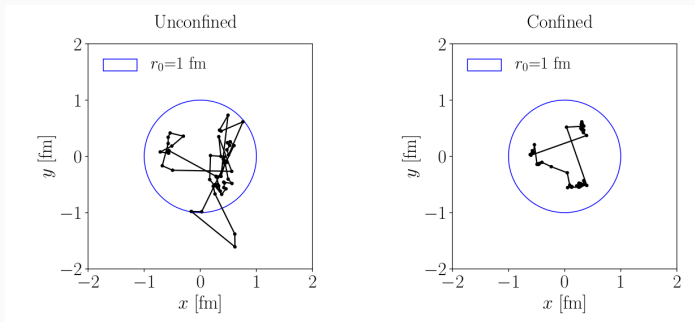 Unconfined
r₀=1 fm
2
1
0
−1
−2
y [fm]
−2 −1 0 1 2
x [fm]
Confined
r₀=1 fm
2
1
0
−1
−2
y [fm]
−2 −1 0 1 2
x [fm]